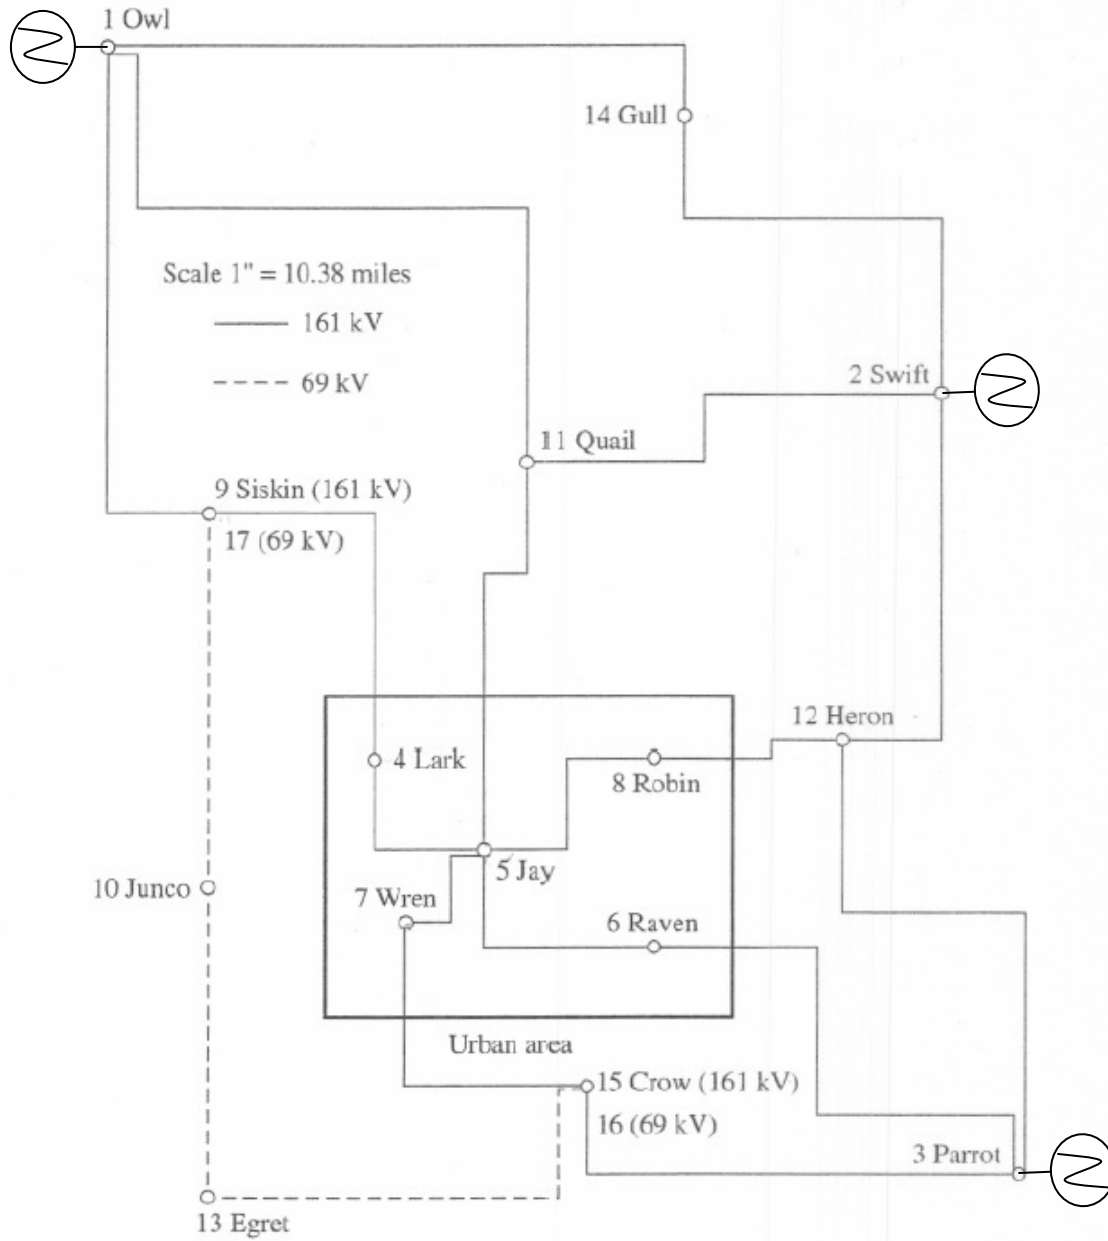 1 Owl
14 Gull
Scale 1" = 10.38 miles
161 kV
69 kV
2 Swift
11 Quail
9 Siskin (161 kV)
17 (69 kV)
12 Heron
4 Lark
8 Robin
5 Jay
10 Junco
7 Wren
6 Raven
Urban area
15 Crow (161 kV)
16 (69 kV)
3 Parrot
13 Egret